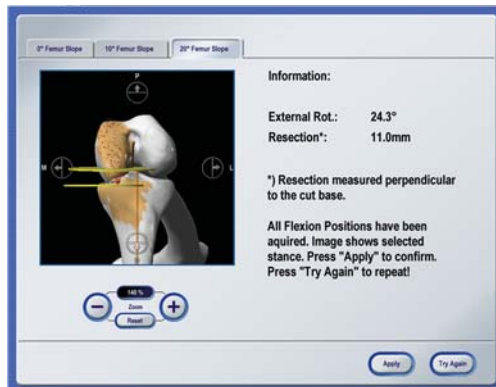 0° Femur Slope
10° Femur Slope
20° Femur Slope
P
M
L
140 %
Zoom
Reset
Information:
External Rot.: 24.3°
Resection*: 11.0mm
*) Resection measured perpendicular
to the cut base.
All Flexion Positions have been
aquired. Image shows selected
stance. Press "Apply" to confirm.
Press "Try Again" to repeat!
Apply
Try Again